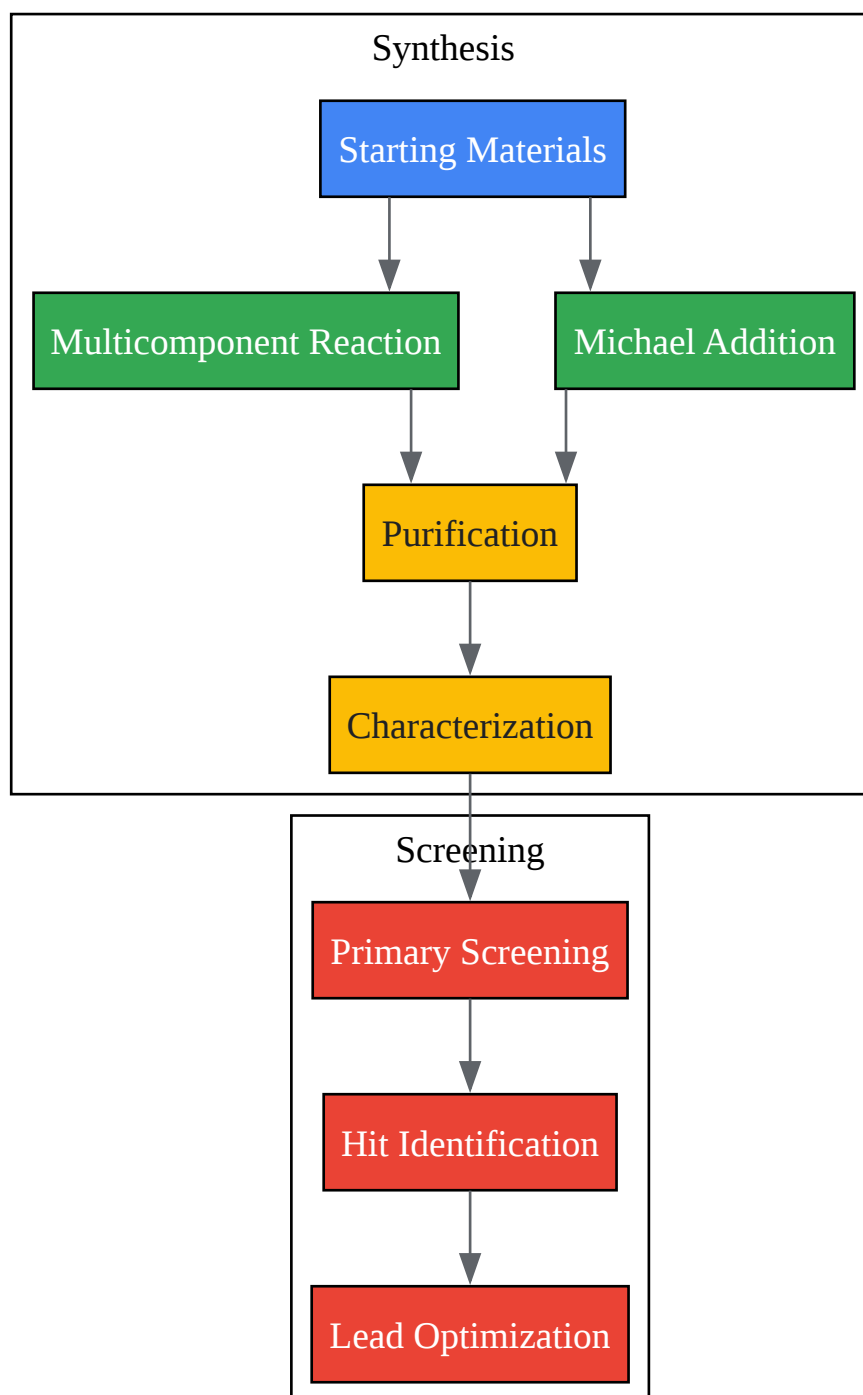 Synthesis
Starting Materials
Multicomponent Reaction
Michael Addition
Purification
Characterization
Screening
Primary Screening
Hit Identification
Lead Optimization